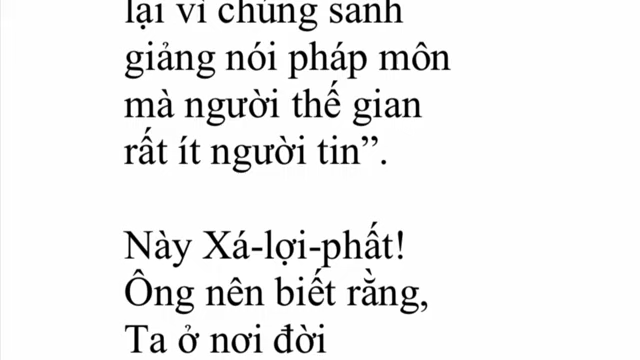 lại vì chúng sanh
giảng nói pháp môn
mà người thế gian
rất ít người tin”.
Này Xá-lợi-phất!
Ông nên biết rằng,
Ta ở nơi đời